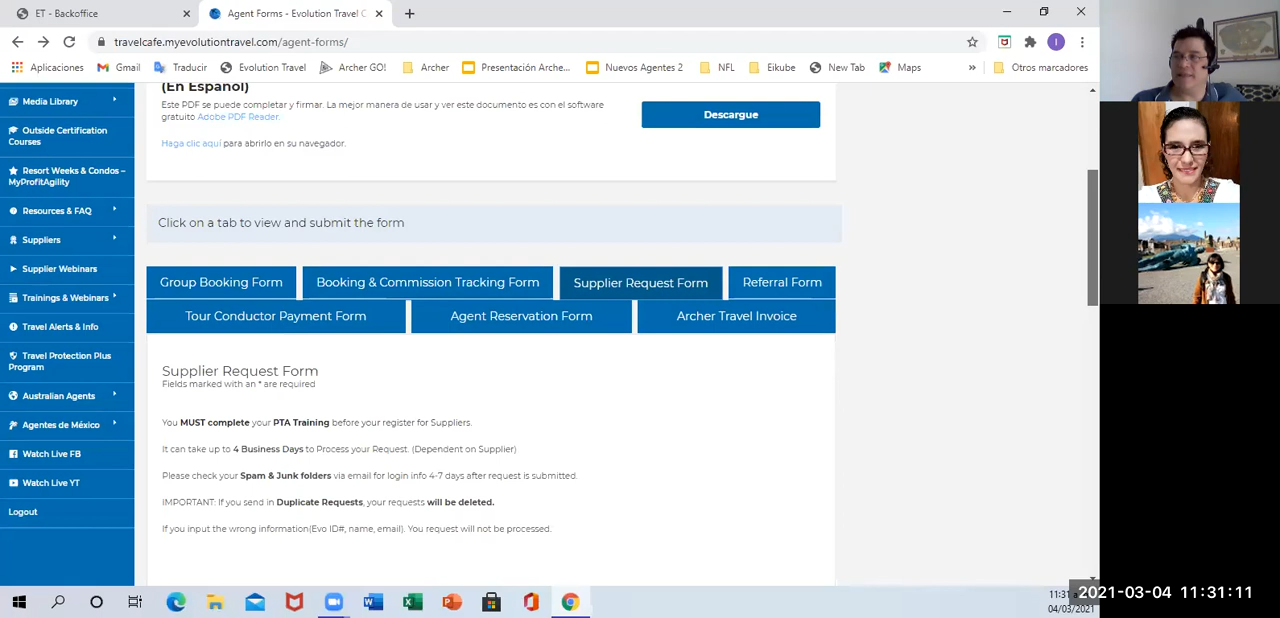 ET - Backoffice
Agent Forms - Evolution Travel C
travelcafe.myevolutiontravel.com/agent-forms/
I
Aplicaciones
Gmail
Traducir
Evolution Travel
Archer GO!
Archer
entación Arche...
Nuevos Agentes 2
NFL
Eikube
New Tab
Maps
»
Otros marcadores
Media Library
Outside Certification
Courses
Resort Weeks & Condos –
MyProfitAgility
Resources & FAQ
Suppliers
Supplier Webinars
Trainings & Webinars
Travel Alerts & Info
Travel Protection Plus
Program
Australian Agents
Agentes de México
Watch Live FB
Watch Live YT
Logout
(En Español)
Este PDF se puede completar y firmar. La mejor manera de usar y ver este documento es con el software
gratuito Adobe PDF Reader.
Haga clic aquí para abrirlo en su navegador.
Descargue
Click on a tab to view and submit the form
Group Booking Form
Booking & Commission Tracking Form
Supplier Request Form
Referral Form
Tour Conductor Payment Form
Agent Reservation Form
Archer Travel Invoice
Supplier Request Form
Fields marked with an * are required
You MUST complete your PTA Training before your register for Suppliers.
It can take up to 4 Business Days to Process your Request. (Dependent on Supplier)
Please check your Spam & Junk folders via email for login info 4-7 days after request is submitted.
IMPORTANT: If you send in Duplicate Requests, your requests will be deleted.
If you input the wrong information(Evo ID#, name, email). You request will not be processed.
11:31 a
04/03/2021
2021-03-04 11:31:11